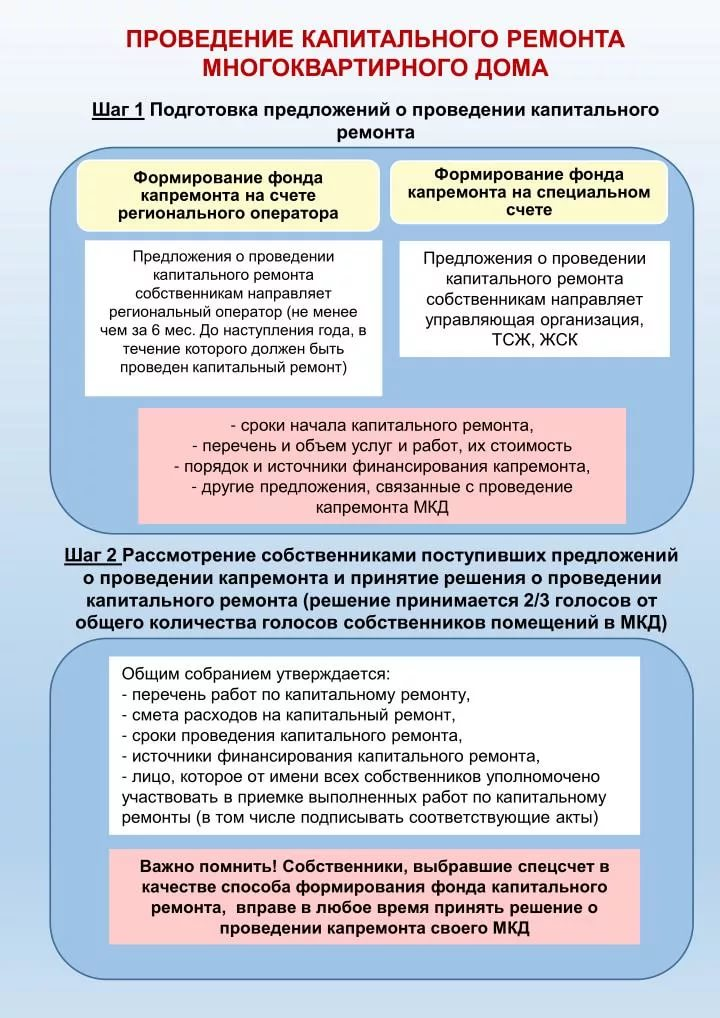 ПРОВЕДЕНИЕ КАПИТАЛЬНОГО РЕМОНТА
МНОГОКВАРТИРНОГО ДОМА
Шаг 1 Подготовка предложений о проведении капитального
ремонта
Формирование фонда
капремонта на счете
регионального оператора
Формирование фонда
капремонта на специальном
счете
Предложения о проведении
капитального ремонта
собственникам направляет
региональный оператор (не менее
чем за 6 мес. До наступления года, в
течение которого должен быть
проведен капитальный ремонт)
Предложения о проведении
капитального ремонта
собственникам направляет
управляющая организация,
ТСЖ, ЖСК
- сроки начала капитального ремонта,
- перечень и объем услуг и работ, их стоимость
- порядок и источники финансирования капремонта,
- другие предложения, связанные с проведение
капремонта МКД
Шаг 2 Рассмотрение собственниками поступивших предложений
о проведении капремонта и принятие решения о проведении
капитального ремонта (решение принимается 2/3 голосов от
общего количества голосов собственников помещений в МКД)
Общим собранием утверждается:
- перечень работ по капитальному ремонту,
- смета расходов на капитальный ремонт,
- сроки проведения капитального ремонта,
- источники финансирования капитального ремонта,
- лицо, которое от имени всех собственников уполномочено
участвовать в приемке выполненных работ по капитальному
ремонты (в том числе подписывать соответствующие акты)
Важно помнить! Собственники, выбравшие спецсчет в
качестве способа формирования фонда капитального
ремонта, вправе в любое время принять решение о
проведении капремонта своего МКД